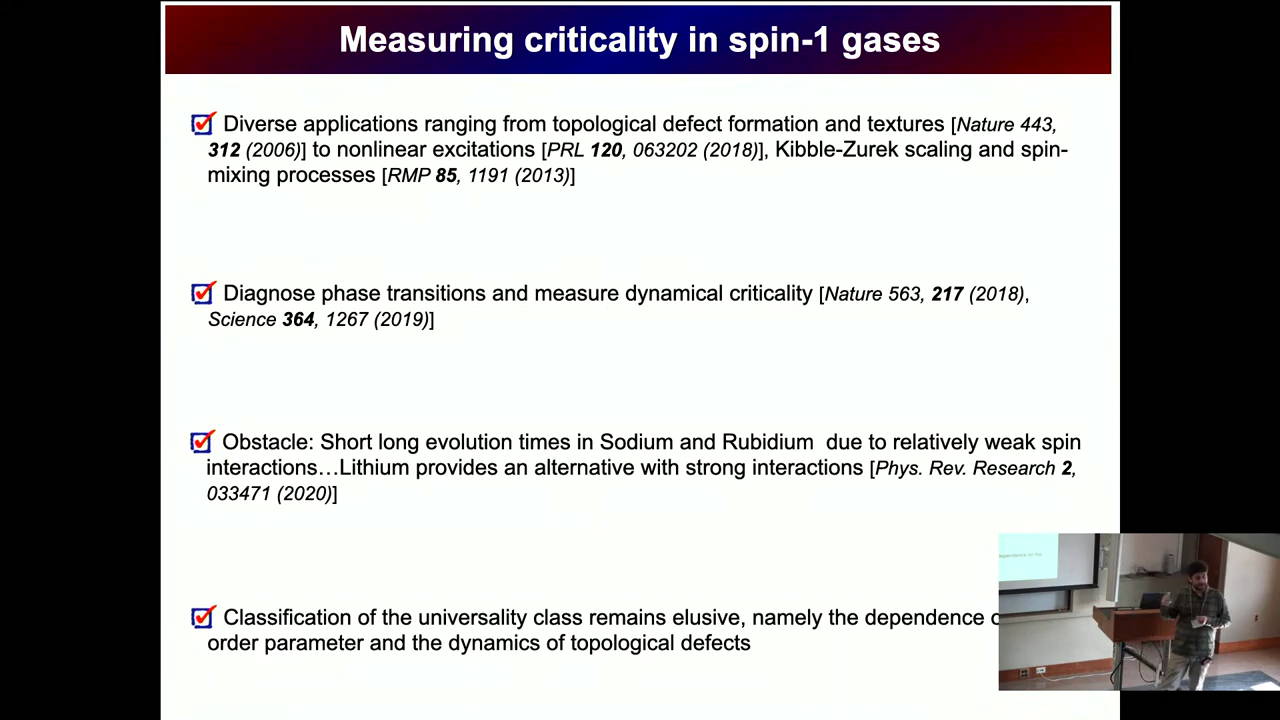 Measuring criticality in spin-1 gases
Diverse applications ranging from topological defect formation and textures [Nature 443,
312 (2006)] to nonlinear excitations [PRL 120, 063202 (2018)], Kibble-Zurek scaling and spin-
mixing processes [RMP 85, 1191 (2013)]
Diagnose phase transitions and measure dynamical criticality [Nature 563, 217 (2018),
Science 364, 1267 (2019)]
Obstacle: Short long evolution times in Sodium and Rubidium due to relatively weak spin
interactions…Lithium provides an alternative with strong interactions [Phys. Rev. Research 2,
033471 (2020)]
Classification of the universality class remains elusive, namely the dependence
order parameter and the dynamics of topological defects
dependence on the